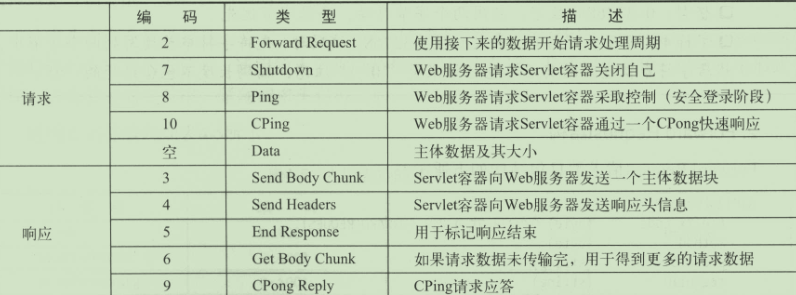 编 码 类 型 描 述
请求
2 Forward Request 使用接下来的数据开始请求处理周期
7 Shutdown Web服务器请求Servlet容器关闭自己
8 Ping Web服务器请求Servlet容器采取控制（安全登录阶段）
10 CPing Web服务器请求Servlet容器通过一个CPong快速响应
空 Data 主体数据及其大小
响应
3 Send Body Chunk Servlet容器向Web服务器发送一个主体数据块
4 Send Headers Servlet容器向Web服务器发送响应头信息
5 End Response 用于标记响应结束
6 Get Body Chunk 如果请求数据未传输完，用于得到更多的请求数据
9 CPong Reply CPing请求应答